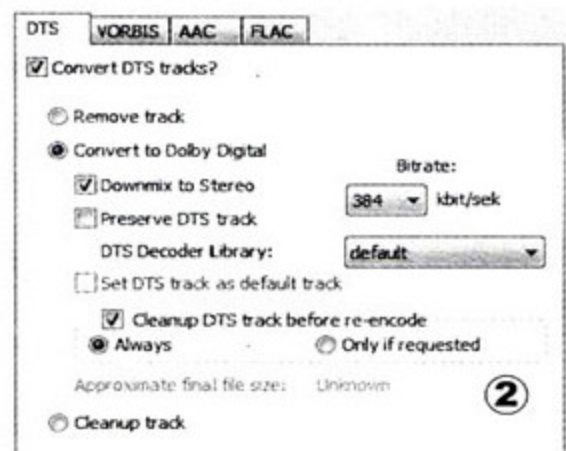 DTS VORBIS AAC FLAC
Convert DTS tracks?
Remove track
Convert to Dolby Digital
Bitrate:
Downmix to Stereo
384 kbit/sek
Preserve DTS track
DTS Decoder Library: default
Set DTS track as default track
Cleanup DTS track before re-encode
Always Only if requested
Approximate final file size: Unknown
2
Cleanup track